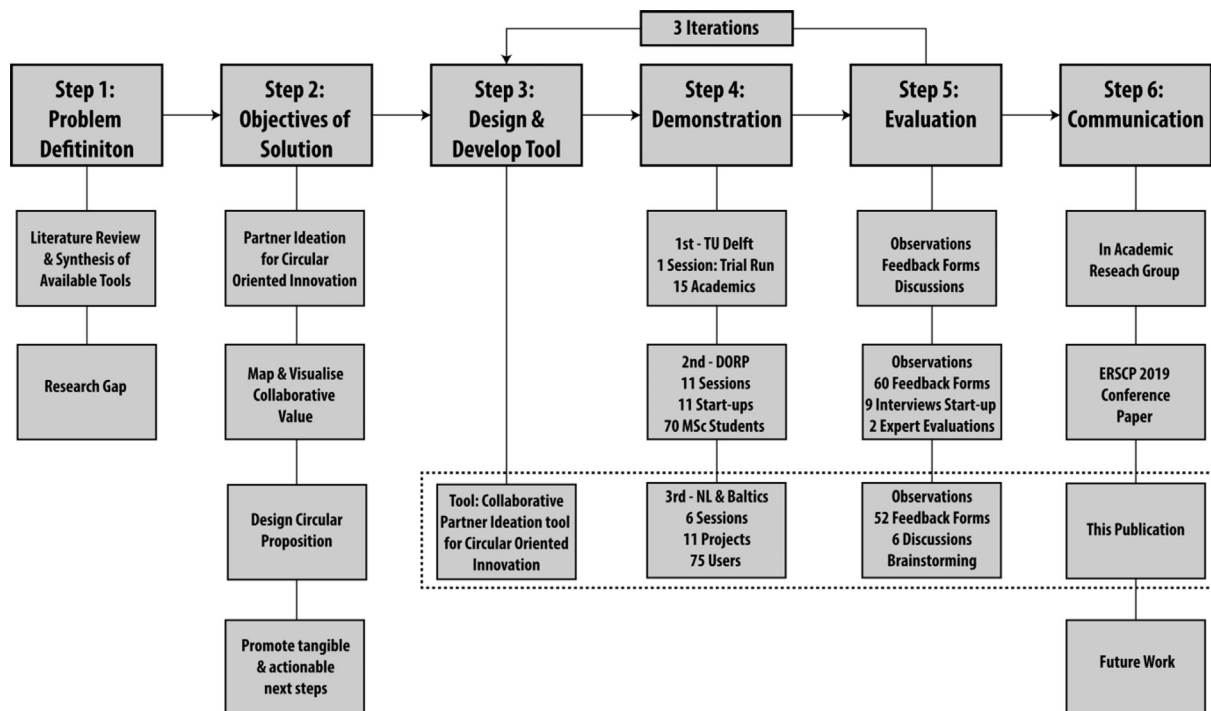 3 Iterations
Step 1:
Problem
Defitiniton
Step 2:
Objectives of
Solution
Step 3:
Design &
Develop Tool
Step 4:
Demonstration
Step 5:
Evaluation
Step 6:
Communication
Literature Review
& Synthesis of
Available Tools
Partner Ideation
for Circular
Oriented Innovation
1st - TU Delft
1 Session: Trial Run
15 Academics
Observations
Feedback Forms
Discussions
In Academic
Reseach Group
Research Gap
Map & Visualise
Collaborative
Value
2nd - DORP
11 Sessions
11 Start-ups
70 MSc Students
Observations
60 Feedback Forms
9 Interviews Start-up
2 Expert Evaluations
ERSCP 2019
Conference
Paper
Design Circular
Proposition
Tool: Collaborative
Partner Ideation tool
for Circular Oriented
Innovation
3rd - NL & Baltics
6 Sessions
11 Projects
75 Users
Observations
52 Feedback Forms
6 Discussions
Brainstorming
This Publication
Promote tangible
& actionable
next steps
Future Work